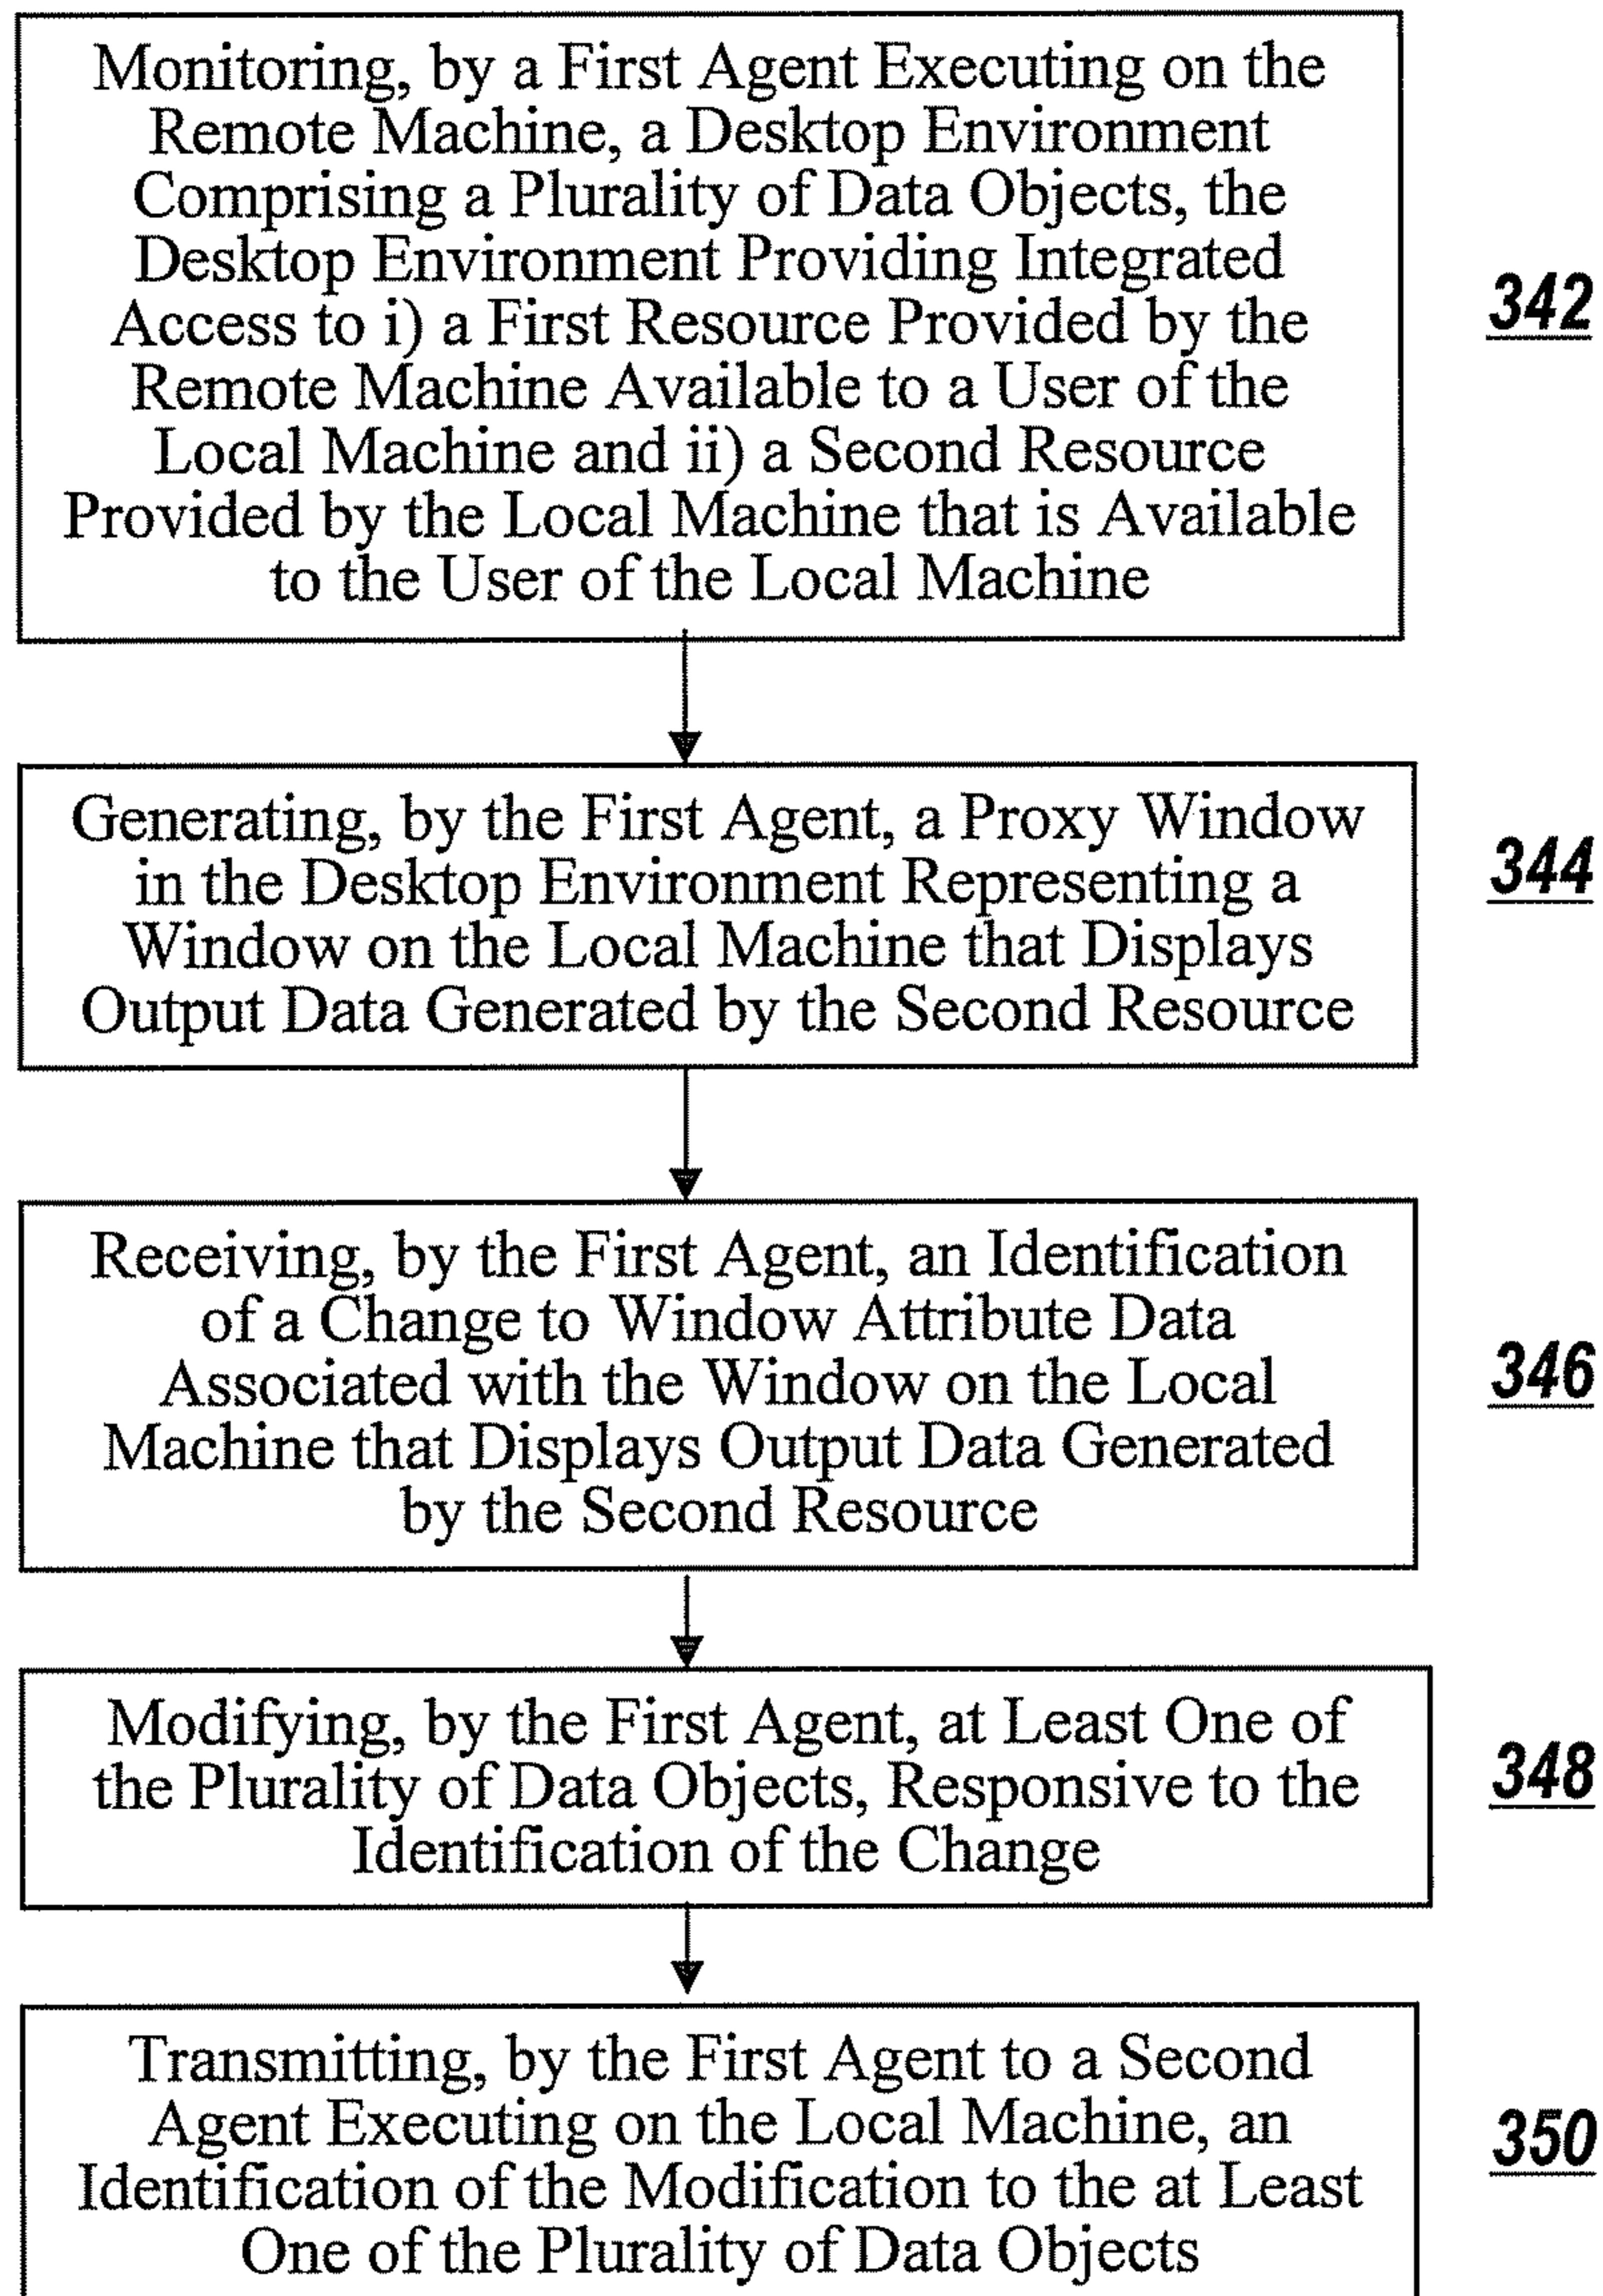 Monitoring, by a First Agent Executing on the
Remote Machine, a Desktop Environment
Comprising a Plurality of Data Objects, the
Desktop Environment Providing Integrated
Access to i) a First Resource Provided by the
Remote Machine Available to a User of the
Local Machine and ii) a Second Resource
Provided by the Local Machine that is Available
to the User of the Local Machine
342
Generating, by the First Agent, a Proxy Window
in the Desktop Environment Representing a
Window on the Local Machine that Displays
Output Data Generated by the Second Resource
344
Receiving, by the First Agent, an Identification
of a Change to Window Attribute Data
Associated with the Window on the Local
Machine that Displays Output Data Generated
by the Second Resource
346
Modifying, by the First Agent, at Least One of
the Plurality of Data Objects, Responsive to the
Identification of the Change
348
Transmitting, by the First Agent to a Second
Agent Executing on the Local Machine, an
Identification of the Modification to the at Least
One of the Plurality of Data Objects
350